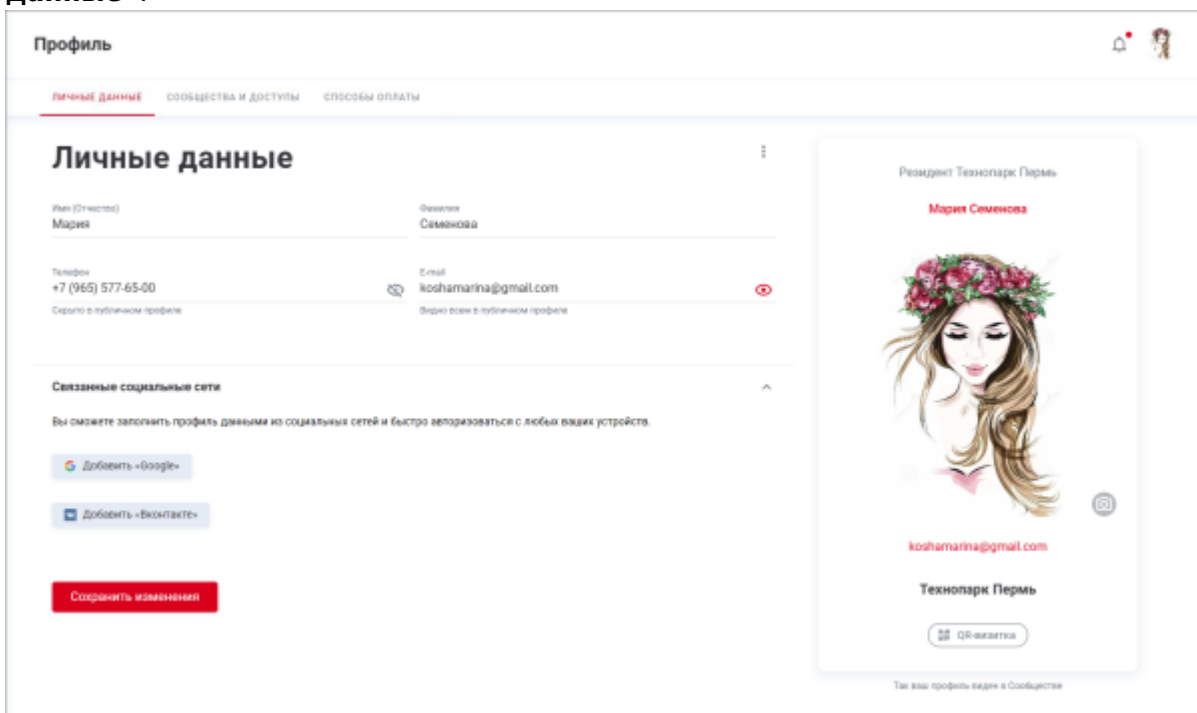 данные".
Профиль
ЛИЧНЫЕ ДАННЫЕ СООБЩЕСТВА И ДОСТУПЫ СПОСОБЫ ОПЛАТЫ
Личные данные
Имя (Отчество)
Мария
Фамилия
Семенова
Телефон
+7 (965) 577-65-00
Скрыто в публичном профиле
E-mail
koshamarina@gmail.com
Видно всем в публичном профиле
Связанные социальные сети
Вы сможете заполнить профиль данными из социальных сетей и быстро авторизоваться с любых ваших устройств.
Добавить «Google»
Добавить «Вконтакте»
Сохранить изменения
Резидент Технопарк Пермь
Мария Семенова
koshamarina@gmail.com
Технопарк Пермь
QR-визитка
Так ваш профиль виден в Сообществе